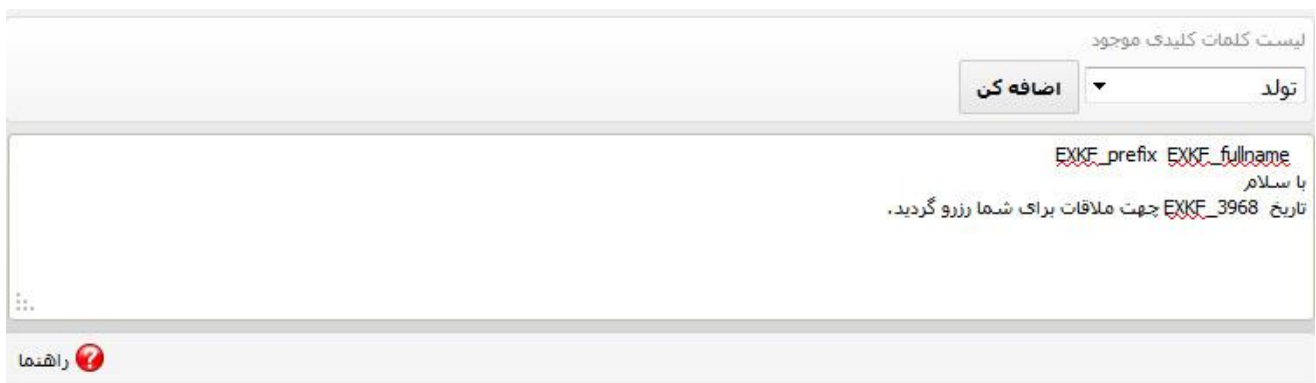 لیست کلمات کلیدی موجود
تولد اضافه کن
EXKF_prefix EXKF_fullname
با سلام
تاریخ EXKF_3968 جهت ملاقات برای شما رزرو گردید.
راهنما